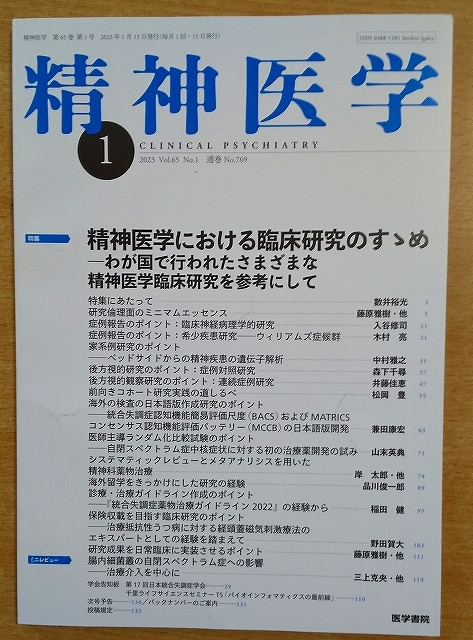 精神医学 第65巻 第1号 2023年1月15日発行(毎月1回・15日発行)
ISSN 0488-1281 Seishin Igaku
精神医学
1
CLINICAL PSYCHIATRY
2023 Vol.65 No.1 通巻 No.769
特集
精神医学における臨床研究のすゝめ
―わが国で行われたさまざまな
精神医学臨床研究を参考にして
特集にあたって 數井裕光 3
研究倫理面のミニマムエッセンス 藤原雅樹・他 5
症例報告のポイント:臨床神経病理学的研究 入谷修司 13
症例報告のポイント:希少疾患研究――ウィリアムズ症候群 木村 亮 21
家系例研究のポイント
――ベッドサイドからの精神疾患の遺伝子解析 中村雅之 31
後方視的研究のポイント:症例対照研究 森下千尋 37
後方視的観察研究のポイント:連続症例研究 井藤佳恵 47
前向きコホート研究実践の道しるべ 松岡 豊 55
海外の検査の日本語版作成研究のポイント
――統合失調症認知機能簡易評価尺度(BACS)およびMATRICS
コンセンサス認知機能評価バッテリー(MCCB)の日本語版開発 兼田康宏 63
医師主導ランダム化比較試験のポイント
――自閉スペクトラム症中核症状に対する初の治療薬開発の試み 山末英典 71
システマティックレビューとメタアナリシスを用いた
精神科薬物治療 岸 太郎・他 79
海外留学をきっかけにした研究の経験 品川俊一郎 89
診療・治療ガイドライン作成のポイント
――『統合失調症薬物治療ガイドライン2022』の経験から 稲田 健 95
保険収載を目指す臨床研究のポイント
――治療抵抗性うつ病に対する経頭蓋磁気刺激療法の
エキスパートとしての経験を踏まえて 野田賀大 103
研究成果を日常臨床に実装させるポイント 藤原雅樹・他 111
ミニレビュー
腸内細菌叢の自閉スペクトラム症への影響
――治療介入を中心に 三上克央・他 119
学会告知板 第17回日本統合失調症学会――29
千里ライフサイエンスセミナーT5「バイオインフォマティクスの最前線」――110
次号予告――130/バックナンバーのご案内――131
投稿規定――133
医学書院